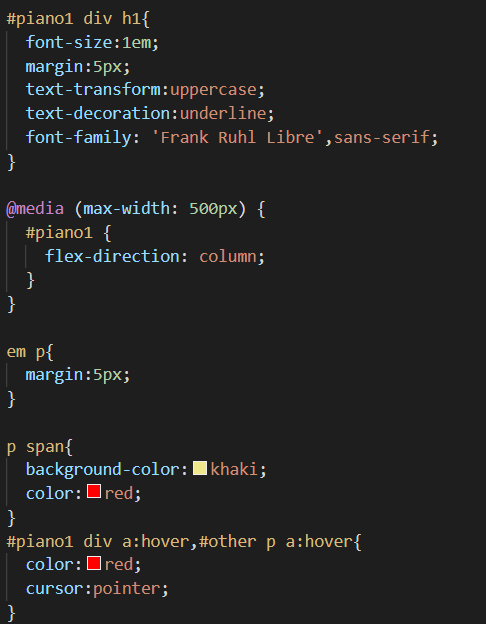 #piano1 div h1{
font-size:1em;
margin:5px;
text-transform:uppercase;
text-decoration:underline;
font-family: 'Frank Ruhl Libre',sans-serif;
}
@media (max-width: 500px) {
#piano1 {
flex-direction: column;
}
}
em p{
margin:5px;
}
p span{
background-color:khaki;
color:red;
}
#piano1 div a:hover,#other p a:hover{
color:red;
cursor:pointer;
}